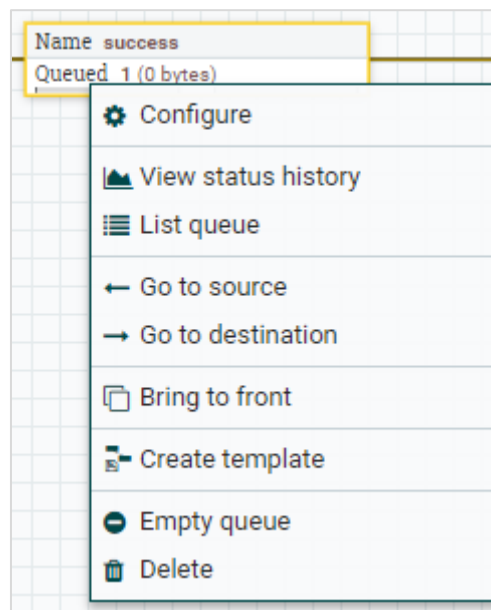 Name success
Queued 1 (0 bytes)
Configure
View status history
List queue
Go to source
Go to destination
Bring to front
Create template
Empty queue
Delete